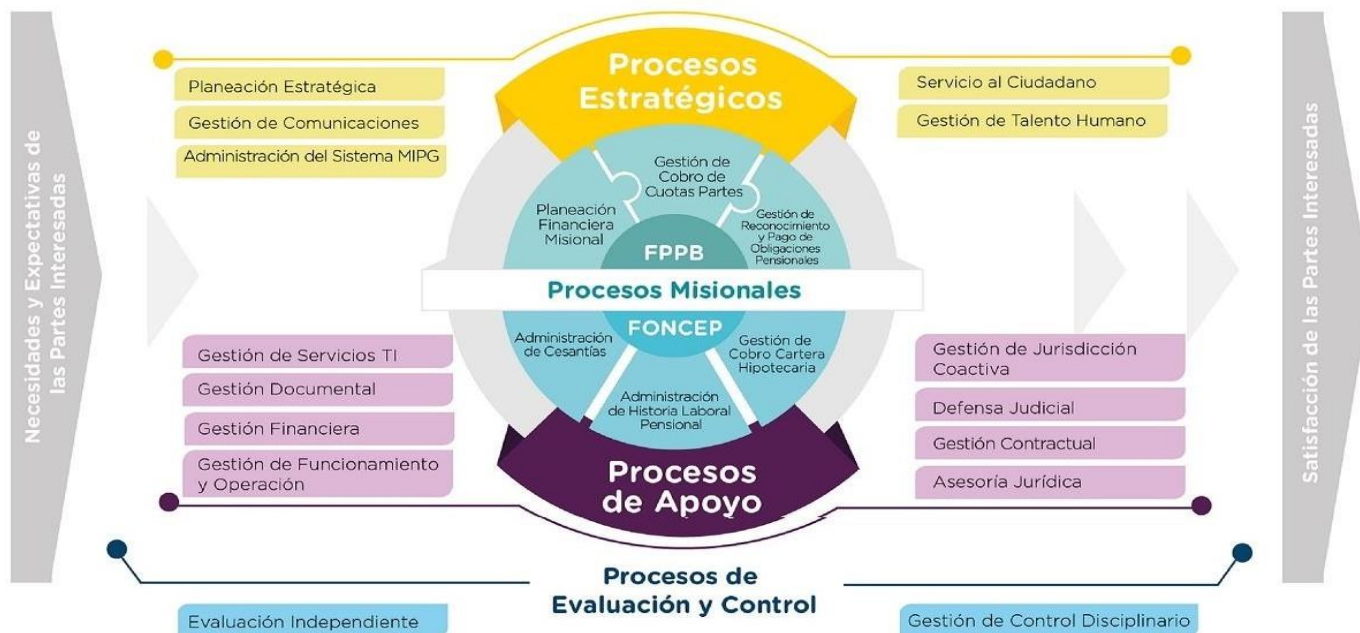 Necesidades y Expectativas de
las Partes Interesadas
Procesos
Estratégicos
Planeación Estratégica
Gestión de Comunicaciones
Administración del Sistema MIPG
Servicio al Ciudadano
Gestión de Talento Humano
Planeación
Financiera
Misional
Gestión de
Cobro de
Cuotas Partes
Gestión de
Reconocimiento
y Pago de
Obligaciones
Pensionales
FPPB
Procesos Misionales
FONCEP
Administración
de Cesantías
Administración
de Historia Laboral
Pensional
Gestión de
Cobro Cartera
Hipotecaria
Gestión de Servicios TI
Gestión Documental
Gestión Financiera
Gestión de Funcionamiento
y Operación
Gestión de Jurisdicción
Coactiva
Defensa Judicial
Gestión Contractual
Asesoría Jurídica
Procesos
de Apoyo
Procesos de
Evaluación y Control
Evaluación Independiente
Gestión de Control Disciplinario
Satisfacción de las Partes Interesadas